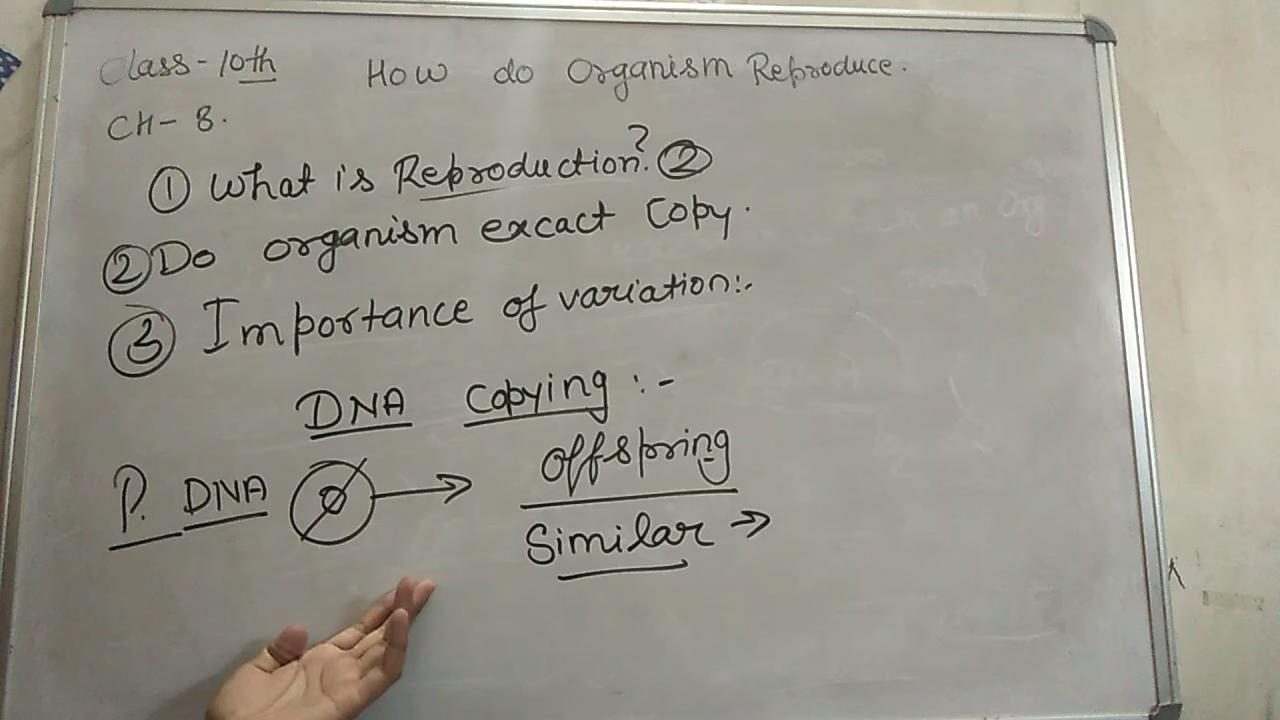 Class-10th How do Organism Reproduce.
CH- 8.
① What is Reproduction? ②
② Do organism excact Copy.
③ Importance of variation:-
DNA Copying :-
P. DNA → Offspring
Similar →